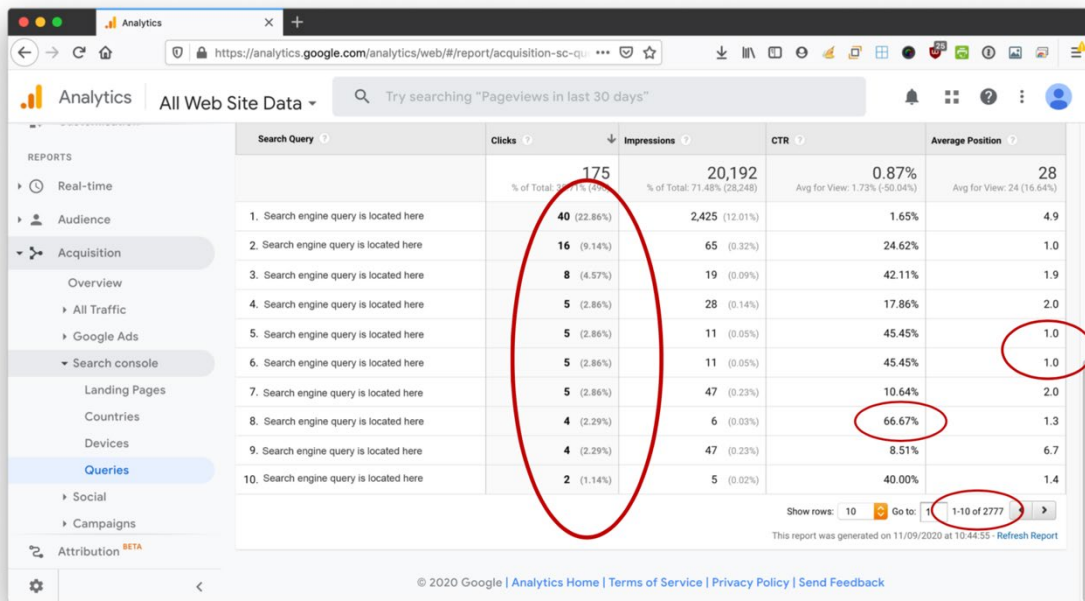 Analytics
https://analytics.google.com/analytics/web/#/report/acquisition-sc-qu
25
Analytics
All Web Site Data
Try searching "Pageviews in last 30 days"
REPORTS
Real-time
Audience
Acquisition
Overview
All Traffic
Google Ads
Search console
Landing Pages
Countries
Devices
Queries
Social
Campaigns
Attribution BETA
Search Query ? Clicks ? Impressions ? CTR ? Average Position ?
175 20,192 0.87% 28
% of Total: % of Total: 71.48% (28,248) Avg for View: 1.73% (-50.04%) Avg for View: 24 (16.64%)
1. Search engine query is located here 40 (22.86%) 2,425 (12.01%) 1.65% 4.9
2. Search engine query is located here 16 (9.14%) 65 (0.32%) 24.62% 1.0
3. Search engine query is located here 8 (4.57%) 19 (0.09%) 42.11% 1.9
4. Search engine query is located here 5 (2.86%) 28 (0.14%) 17.86% 2.0
5. Search engine query is located here 5 (2.86%) 11 (0.05%) 45.45% 1.0
6. Search engine query is located here 5 (2.86%) 11 (0.05%) 45.45% 1.0
7. Search engine query is located here 5 (2.86%) 47 (0.23%) 10.64% 2.0
8. Search engine query is located here 4 (2.29%) 6 (0.03%) 66.67% 1.3
9. Search engine query is located here 4 (2.29%) 47 (0.23%) 8.51% 6.7
10. Search engine query is located here 2 (1.14%) 5 (0.02%) 40.00% 1.4
Show rows: 10 Go to: 1 1-10 of 2777
This report was generated on 11/09/2020 at 10:44:55 - Refresh Report
© 2020 Google | Analytics Home | Terms of Service | Privacy Policy | Send Feedback